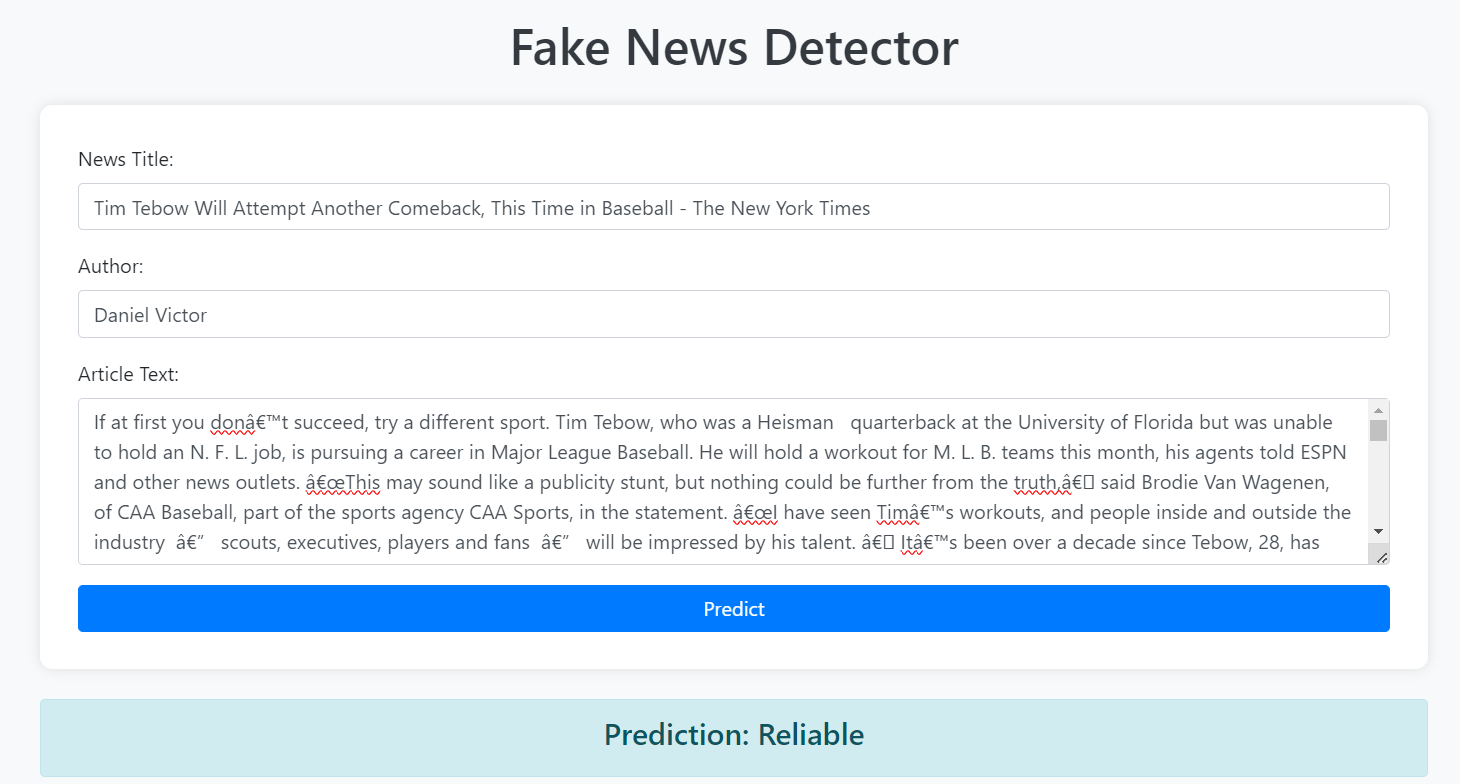 Fake News Detector
News Title:
Tim Tebow Will Attempt Another Comeback, This Time in Baseball - The New York Times
Author:
Daniel Victor
Article Text:
If at first you donâ€™t succeed, try a different sport. Tim Tebow, who was a Heisman   quarterback at the University of Florida but was unable
to hold an N. F. L. job, is pursuing a career in Major League Baseball. He will hold a workout for M. L. B. teams this month, his agents told ESPN
and other news outlets. â€œThis may sound like a publicity stunt, but nothing could be further from the truth,â€▯ said Brodie Van Wagenen,
of CAA Baseball, part of the sports agency CAA Sports, in the statement. â€œI have seen Timâ€™s workouts, and people inside and outside the
industry  â€”   scouts, executives, players and fans  â€”   will be impressed by his talent. â€▯ Itâ€™s been over a decade since Tebow, 28, has
Predict
Prediction: Reliable